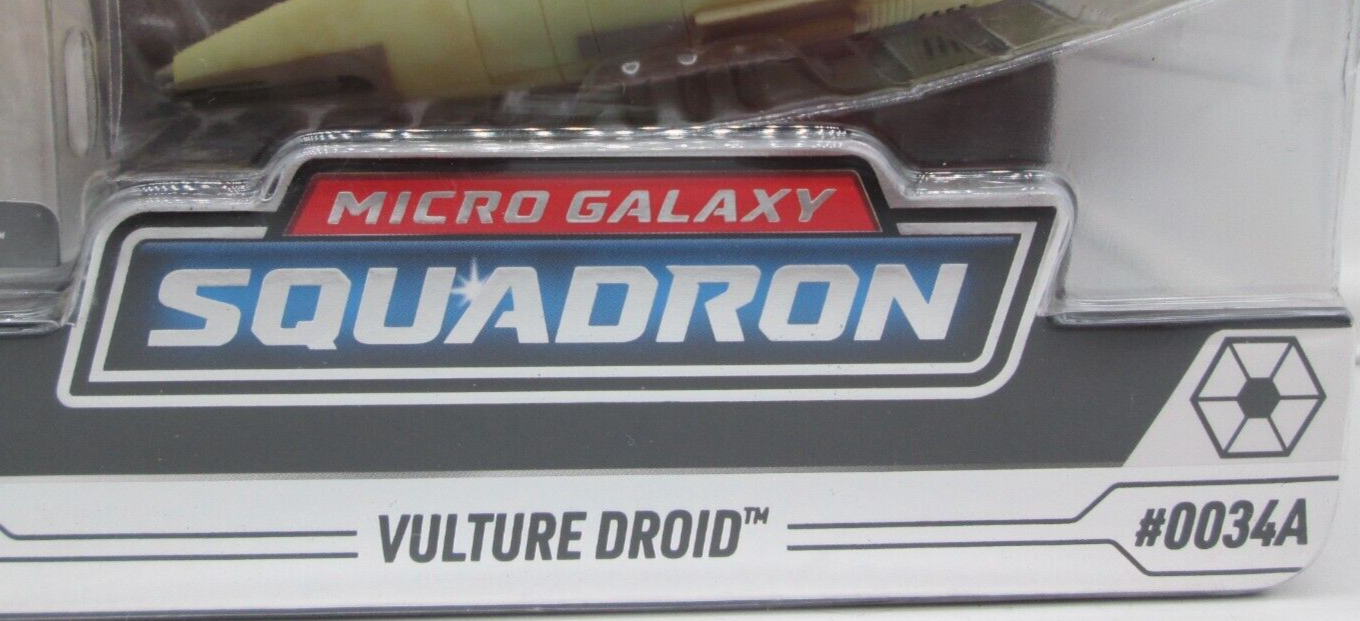 MICRO GALAXY
SQUADRON
VULTURE DROID™
#0034A